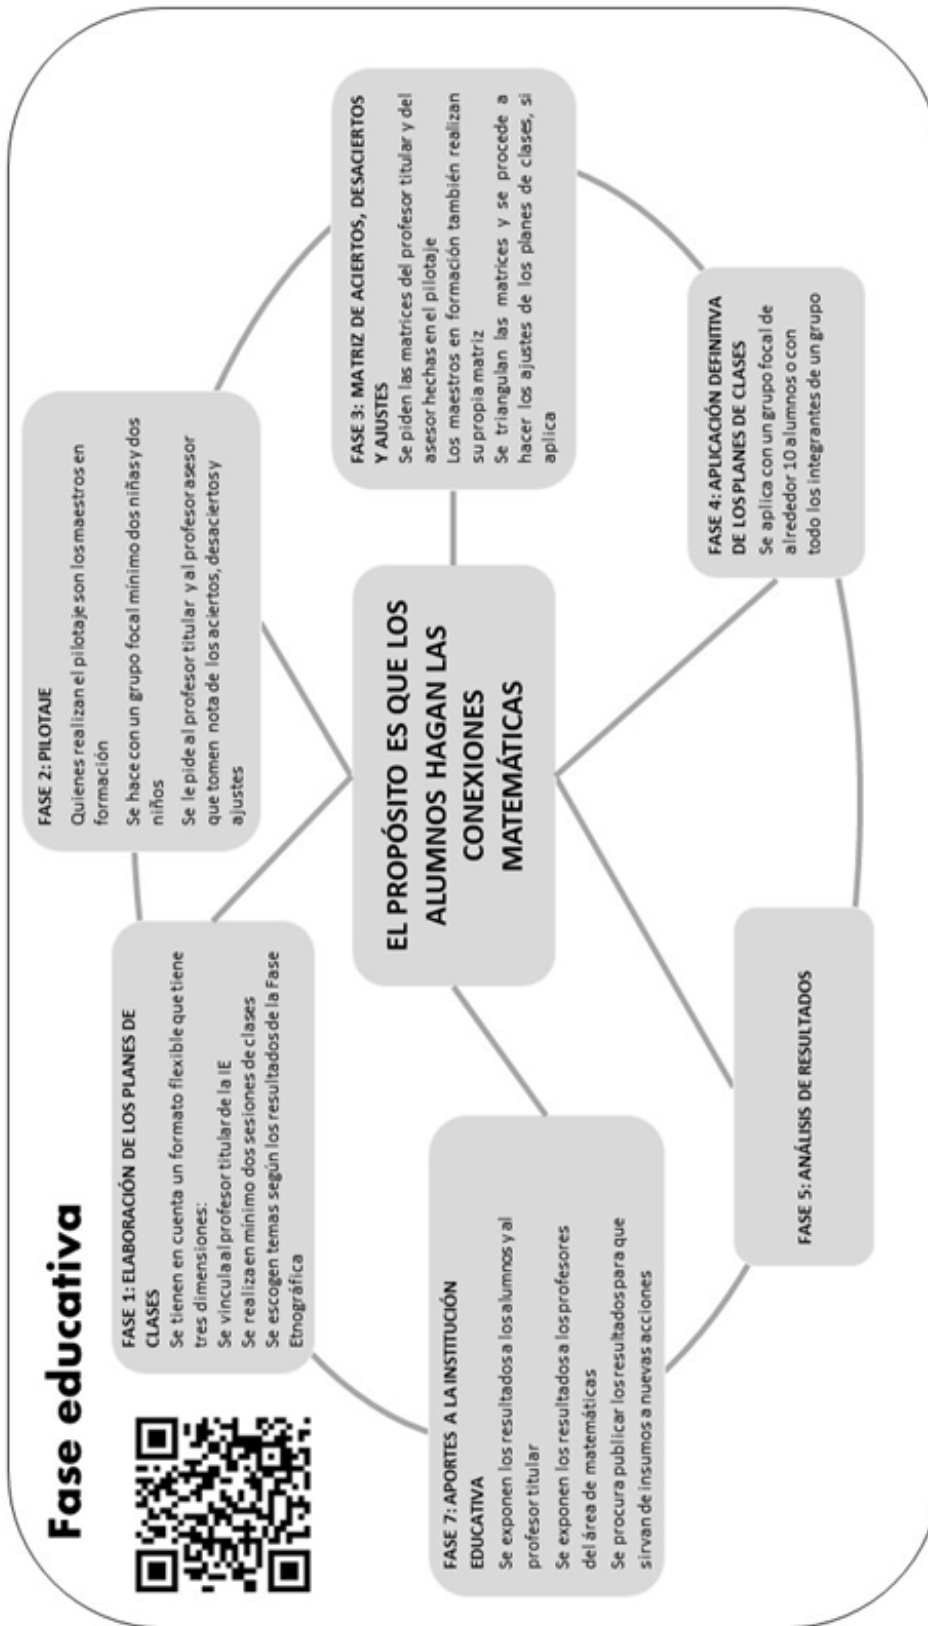 Fase educativa
FASE 1: ELABORACIÓN DE LOS PLANES DE
CLASES
Se tienen en cuenta un formato flexible que tiene
tres dimensiones:
Se vincula al profesor titular de la IE
Se realiza en mínimo dos sesiones de clases
Se escogen temas según los resultados de la Fase
Etnográfica
FASE 2: PILOTAJE
Quienes realizan el pilotaje son los maestros en
formación
Se hace con un grupo focal mínimo dos niñas y dos
niños
Se le pide al profesor titular y al profesor asesor
que tomen nota de los aciertos, desaciertos y
ajustes
FASE 3: MATRIZ DE ACIERTOS, DESACIERTOS
Y AJUSTES
Se piden las matrices del profesor titular y del
asesor hechas en el pilotaje
Los maestros en formación también realizan
su propia matriz
Se triangulan las matrices y se procede a
hacer los ajustes de los planes de clases, si
aplica
EL PROPÓSITO ES QUE LOS
ALUMNOS HAGAN LAS
CONEXIONES
MATEMÁTICAS
FASE 4: APLICACIÓN DEFINITIVA
DE LOS PLANES DE CLASES
Se aplica con un grupo focal de
alrededor 10 alumnos o con
todo los integrantes de un grupo
FASE 5: ANÁLISIS DE RESULTADOS
FASE 7: APORTES A LA INSTITUCIÓN
EDUCATIVA
Se exponen los resultados a los alumnos y al
profesor titular
Se exponen los resultados a los profesores
del área de matemáticas
Se procura publicar los resultados para que
sirvan de insumos a nuevas acciones